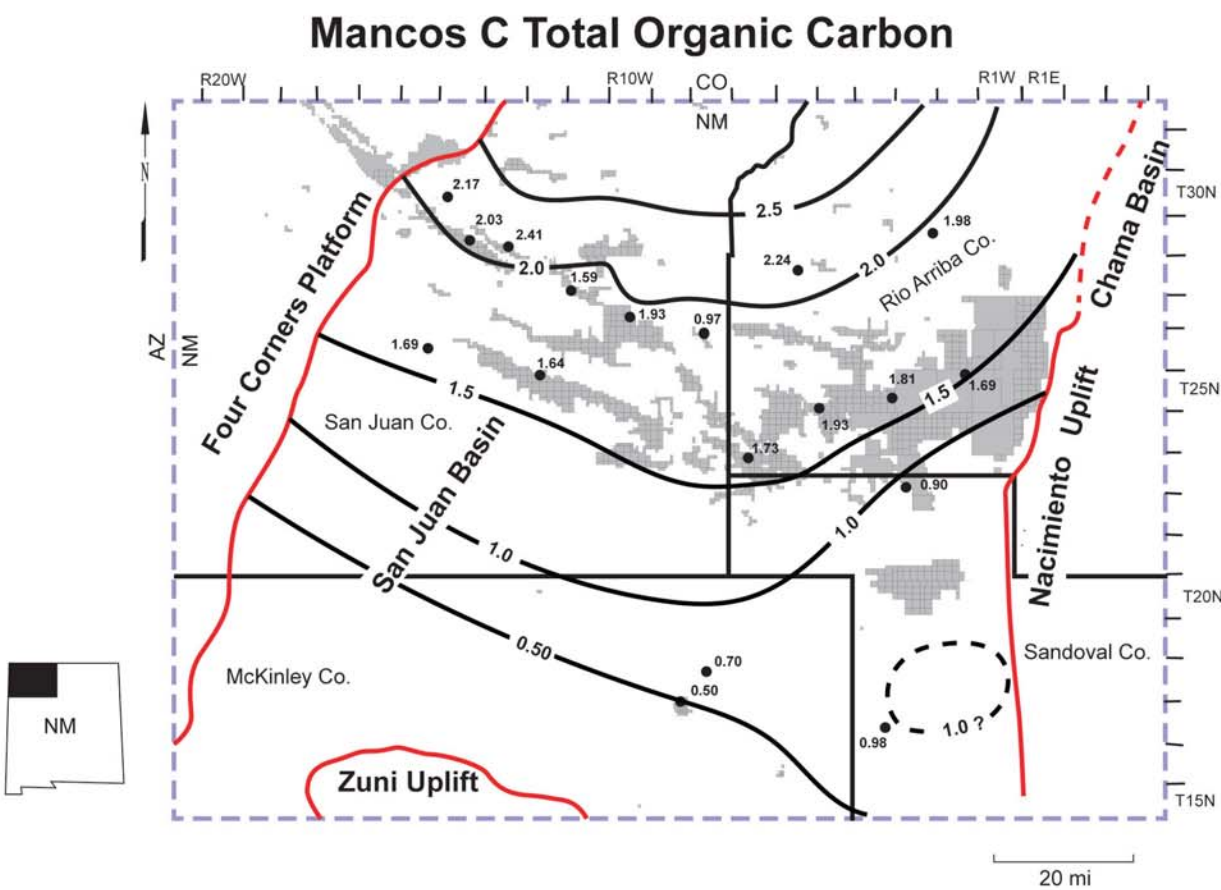 Mancos C Total Organic Carbon
R20W
R10W
CO
R1W R1E
NM
N
T30N
2.17
2.5
2.03
2.41
1.98
2.0
2.24
2.0
Rio Arriba Co.
Chama Basin
Four Corners Platform
1.59
1.93
0.97
AZ
NM
1.69
1.64
1.81
1.69
T25N
1.5
1.5
1.93
San Juan Co.
San Juan Basin
1.73
0.90
Nacimiento Uplift
1.0
1.0
T20N
0.50
McKinley Co.
0.70
0.50
Sandoval Co.
1.0 ?
0.98
NM
Zuni Uplift
T15N
20 mi